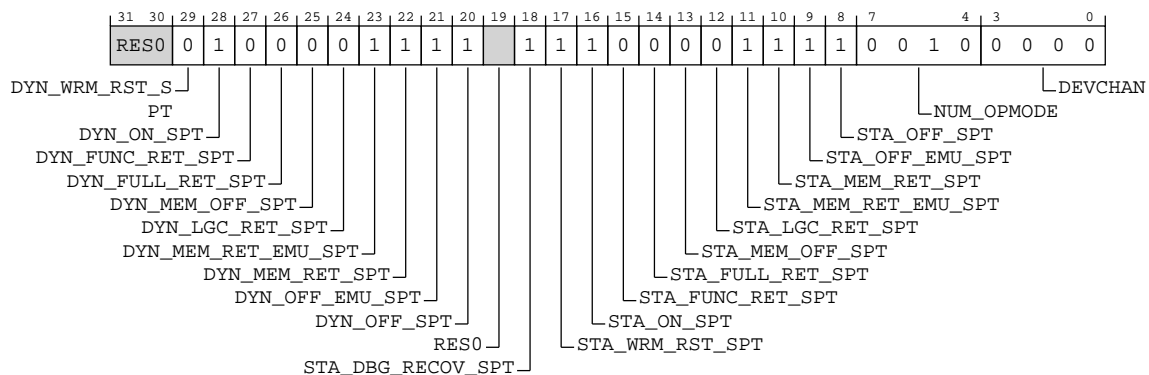 31 30 29 28 27 26 25 24 23 22 21 20 19 18 17 16 15 14 13 12 11 10 9 8 7 4 3 0
RES0 0 1 0 0 0 0 1 1 1 1 1 1 1 0 0 0 0 1 1 1 1 0 0 1 0 0 0 0 0
DYN_WRM_RST_S DEVCHAN
PT NUM_OPMODE
DYN_ON_SPT STA_OFF_SPT
DYN_FUNC_RET_SPT STA_OFF_EMU_SPT
DYN_FULL_RET_SPT STA_MEM_RET_SPT
DYN_MEM_OFF_SPT STA_MEM_RET_EMU_SPT
DYN_LGC_RET_SPT STA_LGC_RET_SPT
DYN_MEM_RET_EMU_SPT STA_MEM_OFF_SPT
DYN_MEM_RET_SPT STA_FULL_RET_SPT
DYN_OFF_EMU_SPT STA_FUNC_RET_SPT
DYN_OFF_SPT STA_ON_SPT
RES0 STA_WRM_RST_SPT
STA_DBG_RECOV_SPT